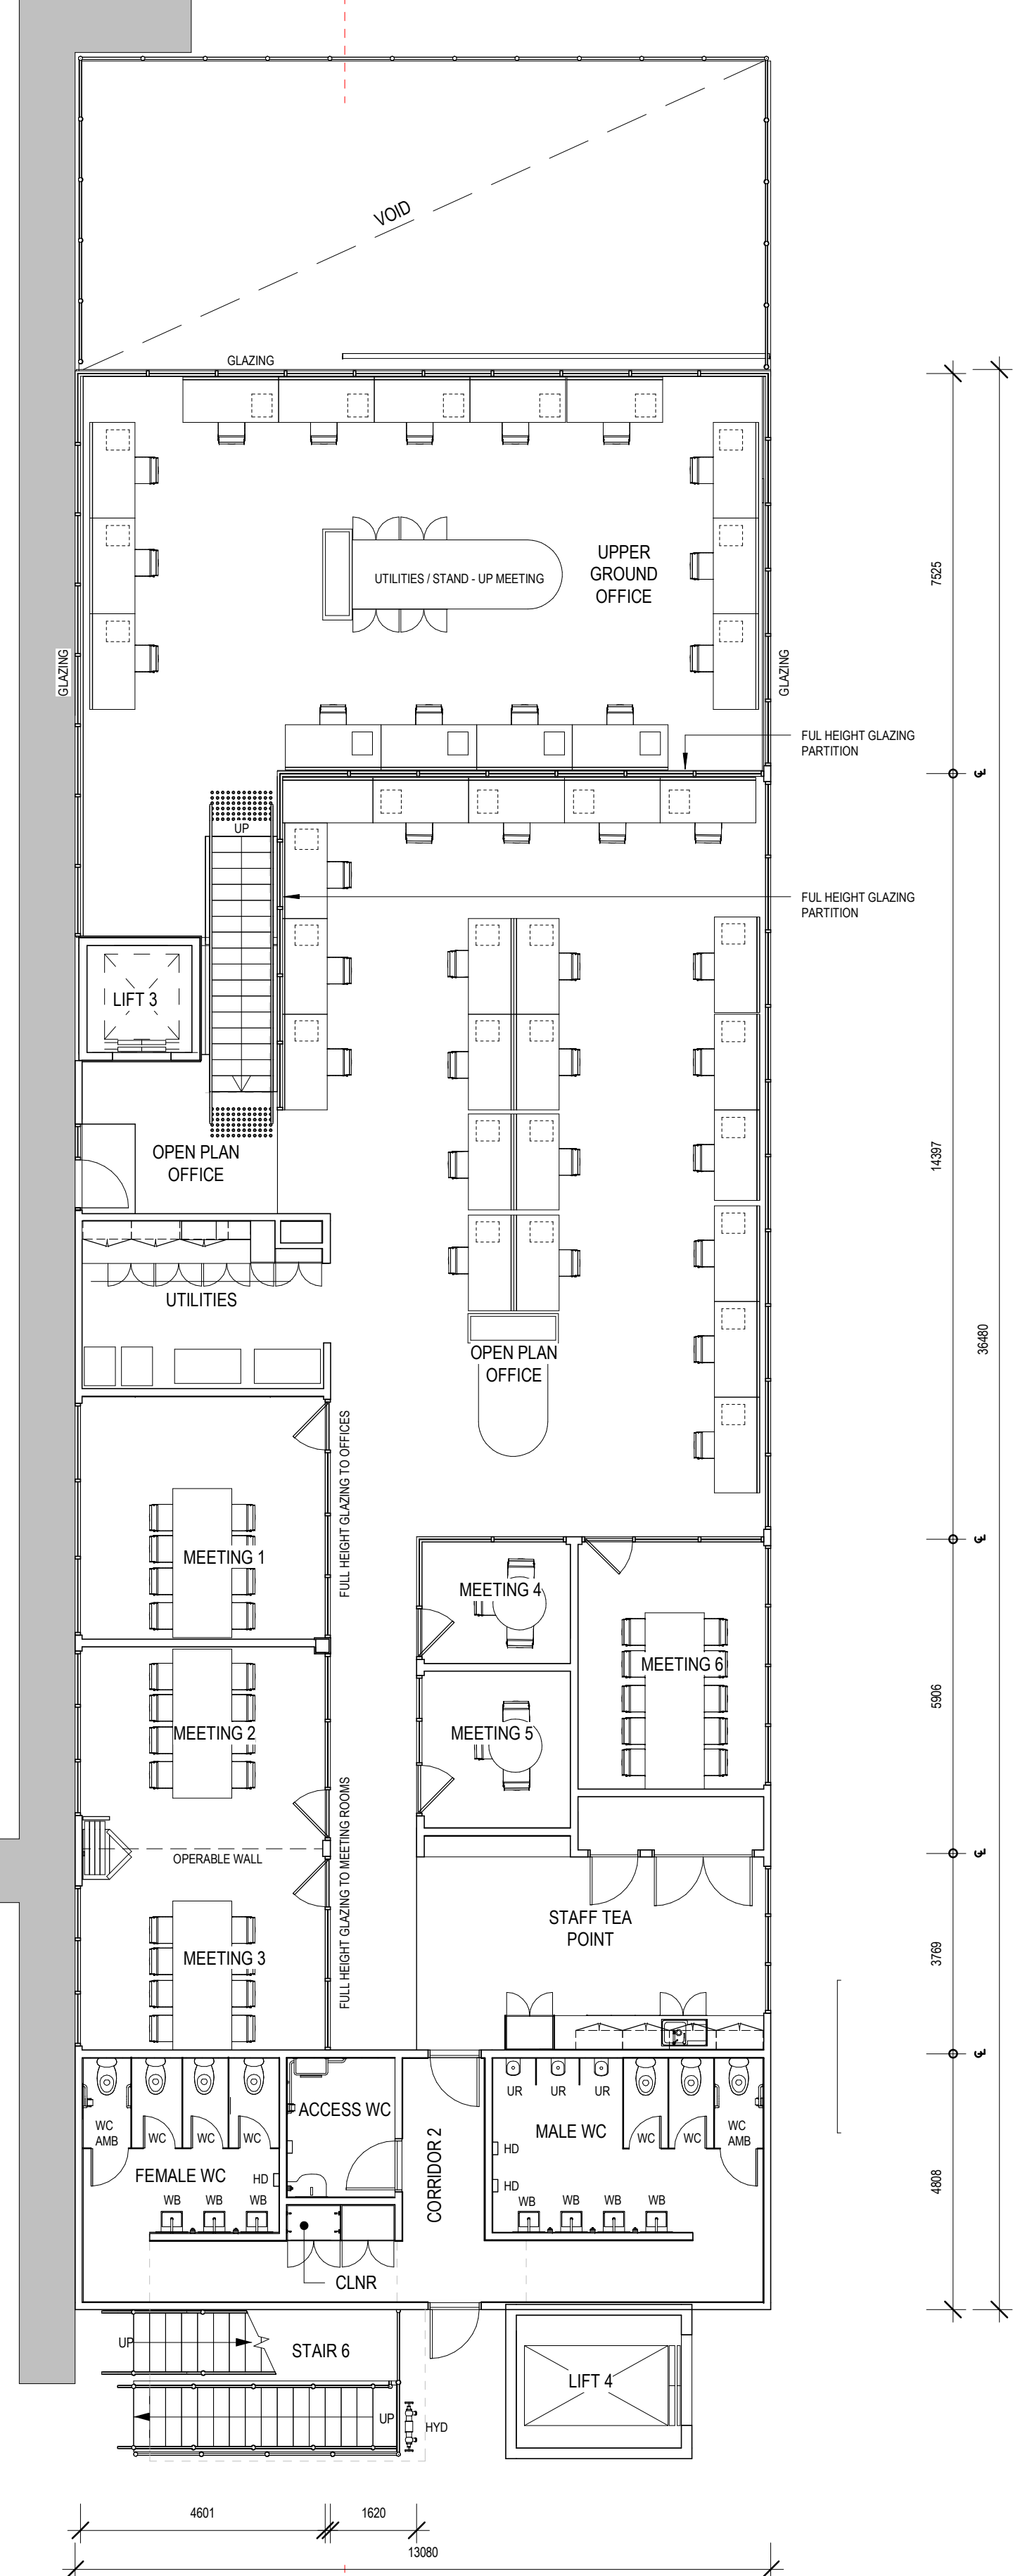 VOID
GLAZING
UPPER
GROUND
OFFICE
UTILITIES / STAND - UP MEETING
7525
GLAZING
GLAZING
FUL HEIGHT GLAZING
PARTITION
UP
FUL HEIGHT GLAZING
PARTITION
LIFT 3
OPEN PLAN
OFFICE
14397
UTILITIES
36480
OPEN PLAN
OFFICE
FULL HEIGHT GLAZING TO OFFICES
MEETING 1
MEETING 4
MEETING 6
5906
MEETING 2
MEETING 5
OPERABLE WALL
FULL HEIGHT GLAZING TO MEETING ROOMS
STAFF TEA
POINT
3769
MEETING 3
UR
UR
UR
WC
AMB
WC
WC
WC
ACCESS WC
CORRIDOR 2
MALE WC
WC
WC
WC
AMB
HD
FEMALE WC
HD
HD
4808
WB
WB
WB
WB
WB
WB
WB
CLNR
UP
STAIR 6
LIFT 4
UP
HYD
4601
1620
13080